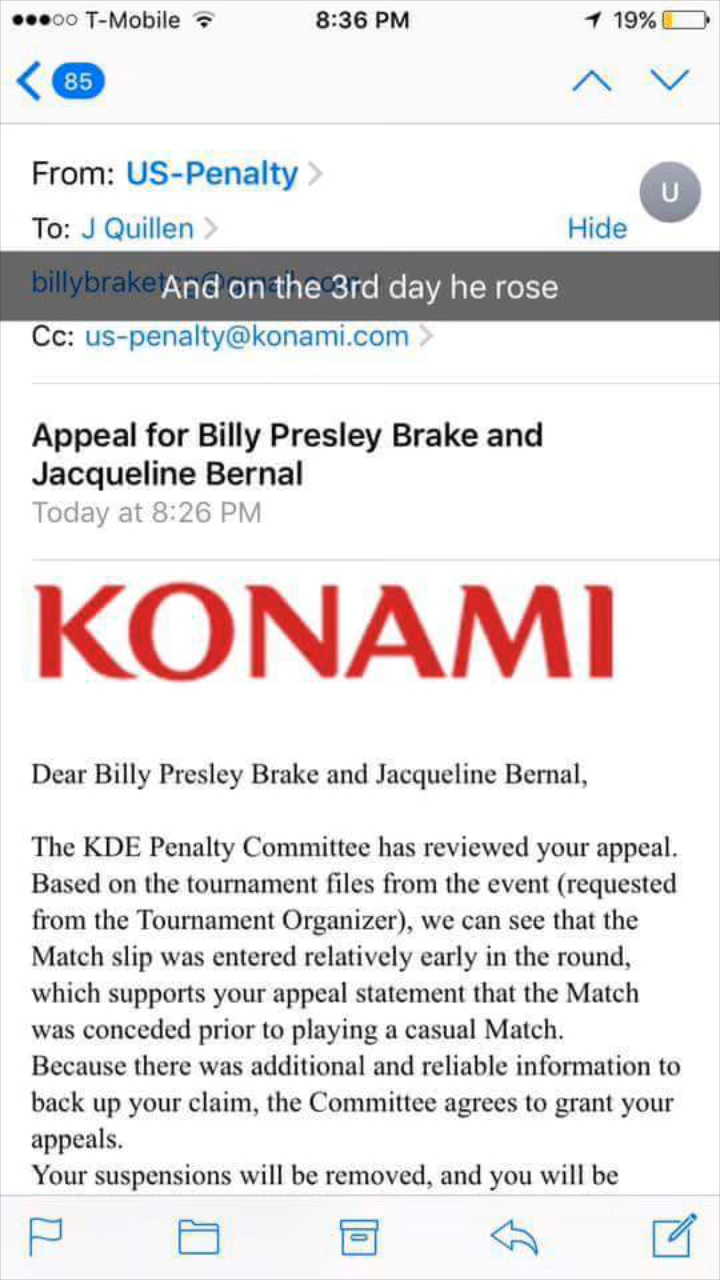 T-Mobile 8:36 PM 19%
85
From: US-Penalty
U
To: J Quillen Hide
And on the 3rd day he rose
Cc: us-penalty@konami.com
Appeal for Billy Presley Brake and
Jacqueline Bernal
Today at 8:26 PM
KONAMI
Dear Billy Presley Brake and Jacqueline Bernal,
The KDE Penalty Committee has reviewed your appeal.
Based on the tournament files from the event (requested
from the Tournament Organizer), we can see that the
Match slip was entered relatively early in the round,
which supports your appeal statement that the Match
was conceded prior to playing a casual Match.
Because there was additional and reliable information to
back up your claim, the Committee agrees to grant your
appeals.
Your suspensions will be removed, and you will be